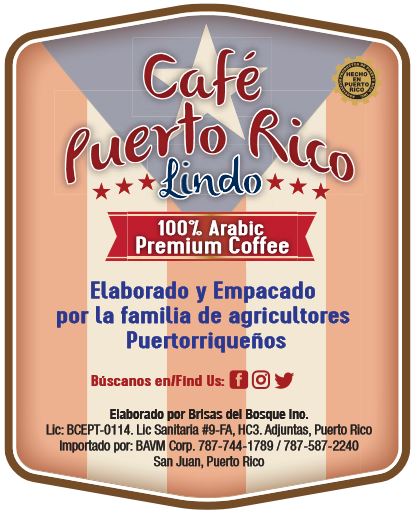 Café
Puerto Rico
Lindo
HECHO
EN
PUERTO
RICO
100% Arabic
Premium Coffee
Elaborado y Empacado
por la familia de agricultores
Puertorriqueños
Búscanos en/Find Us:
Elaborado por Brisas del Bosque Ino.
Lic: BCEPT-0114. Lic Sanitaria #9-FA, HC3. Adjuntas, Puerto Rico
Importado por: BAVM Corp. 787-744-1789 / 787-587-2240
San Juan, Puerto Rico